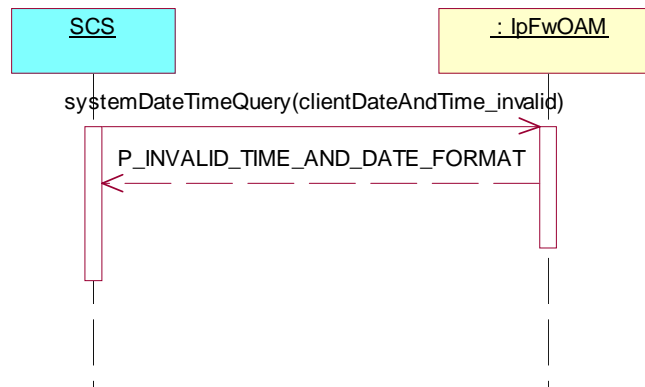 SCS
: IpFwOAM
systemDateTimeQuery(clientDateAndTime_invalid)
P_INVALID_TIME_AND_DATE_FORMAT